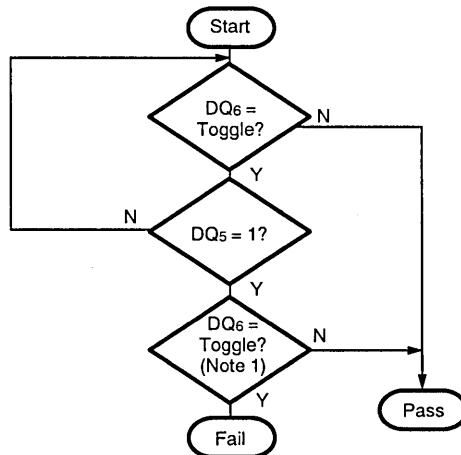 Start
DQ6 =
Toggle?
N
Y
N
DQ5 = 1?
Y
DQ6 =
Toggle?
(Note 1)
N
Y
Pass
Fail